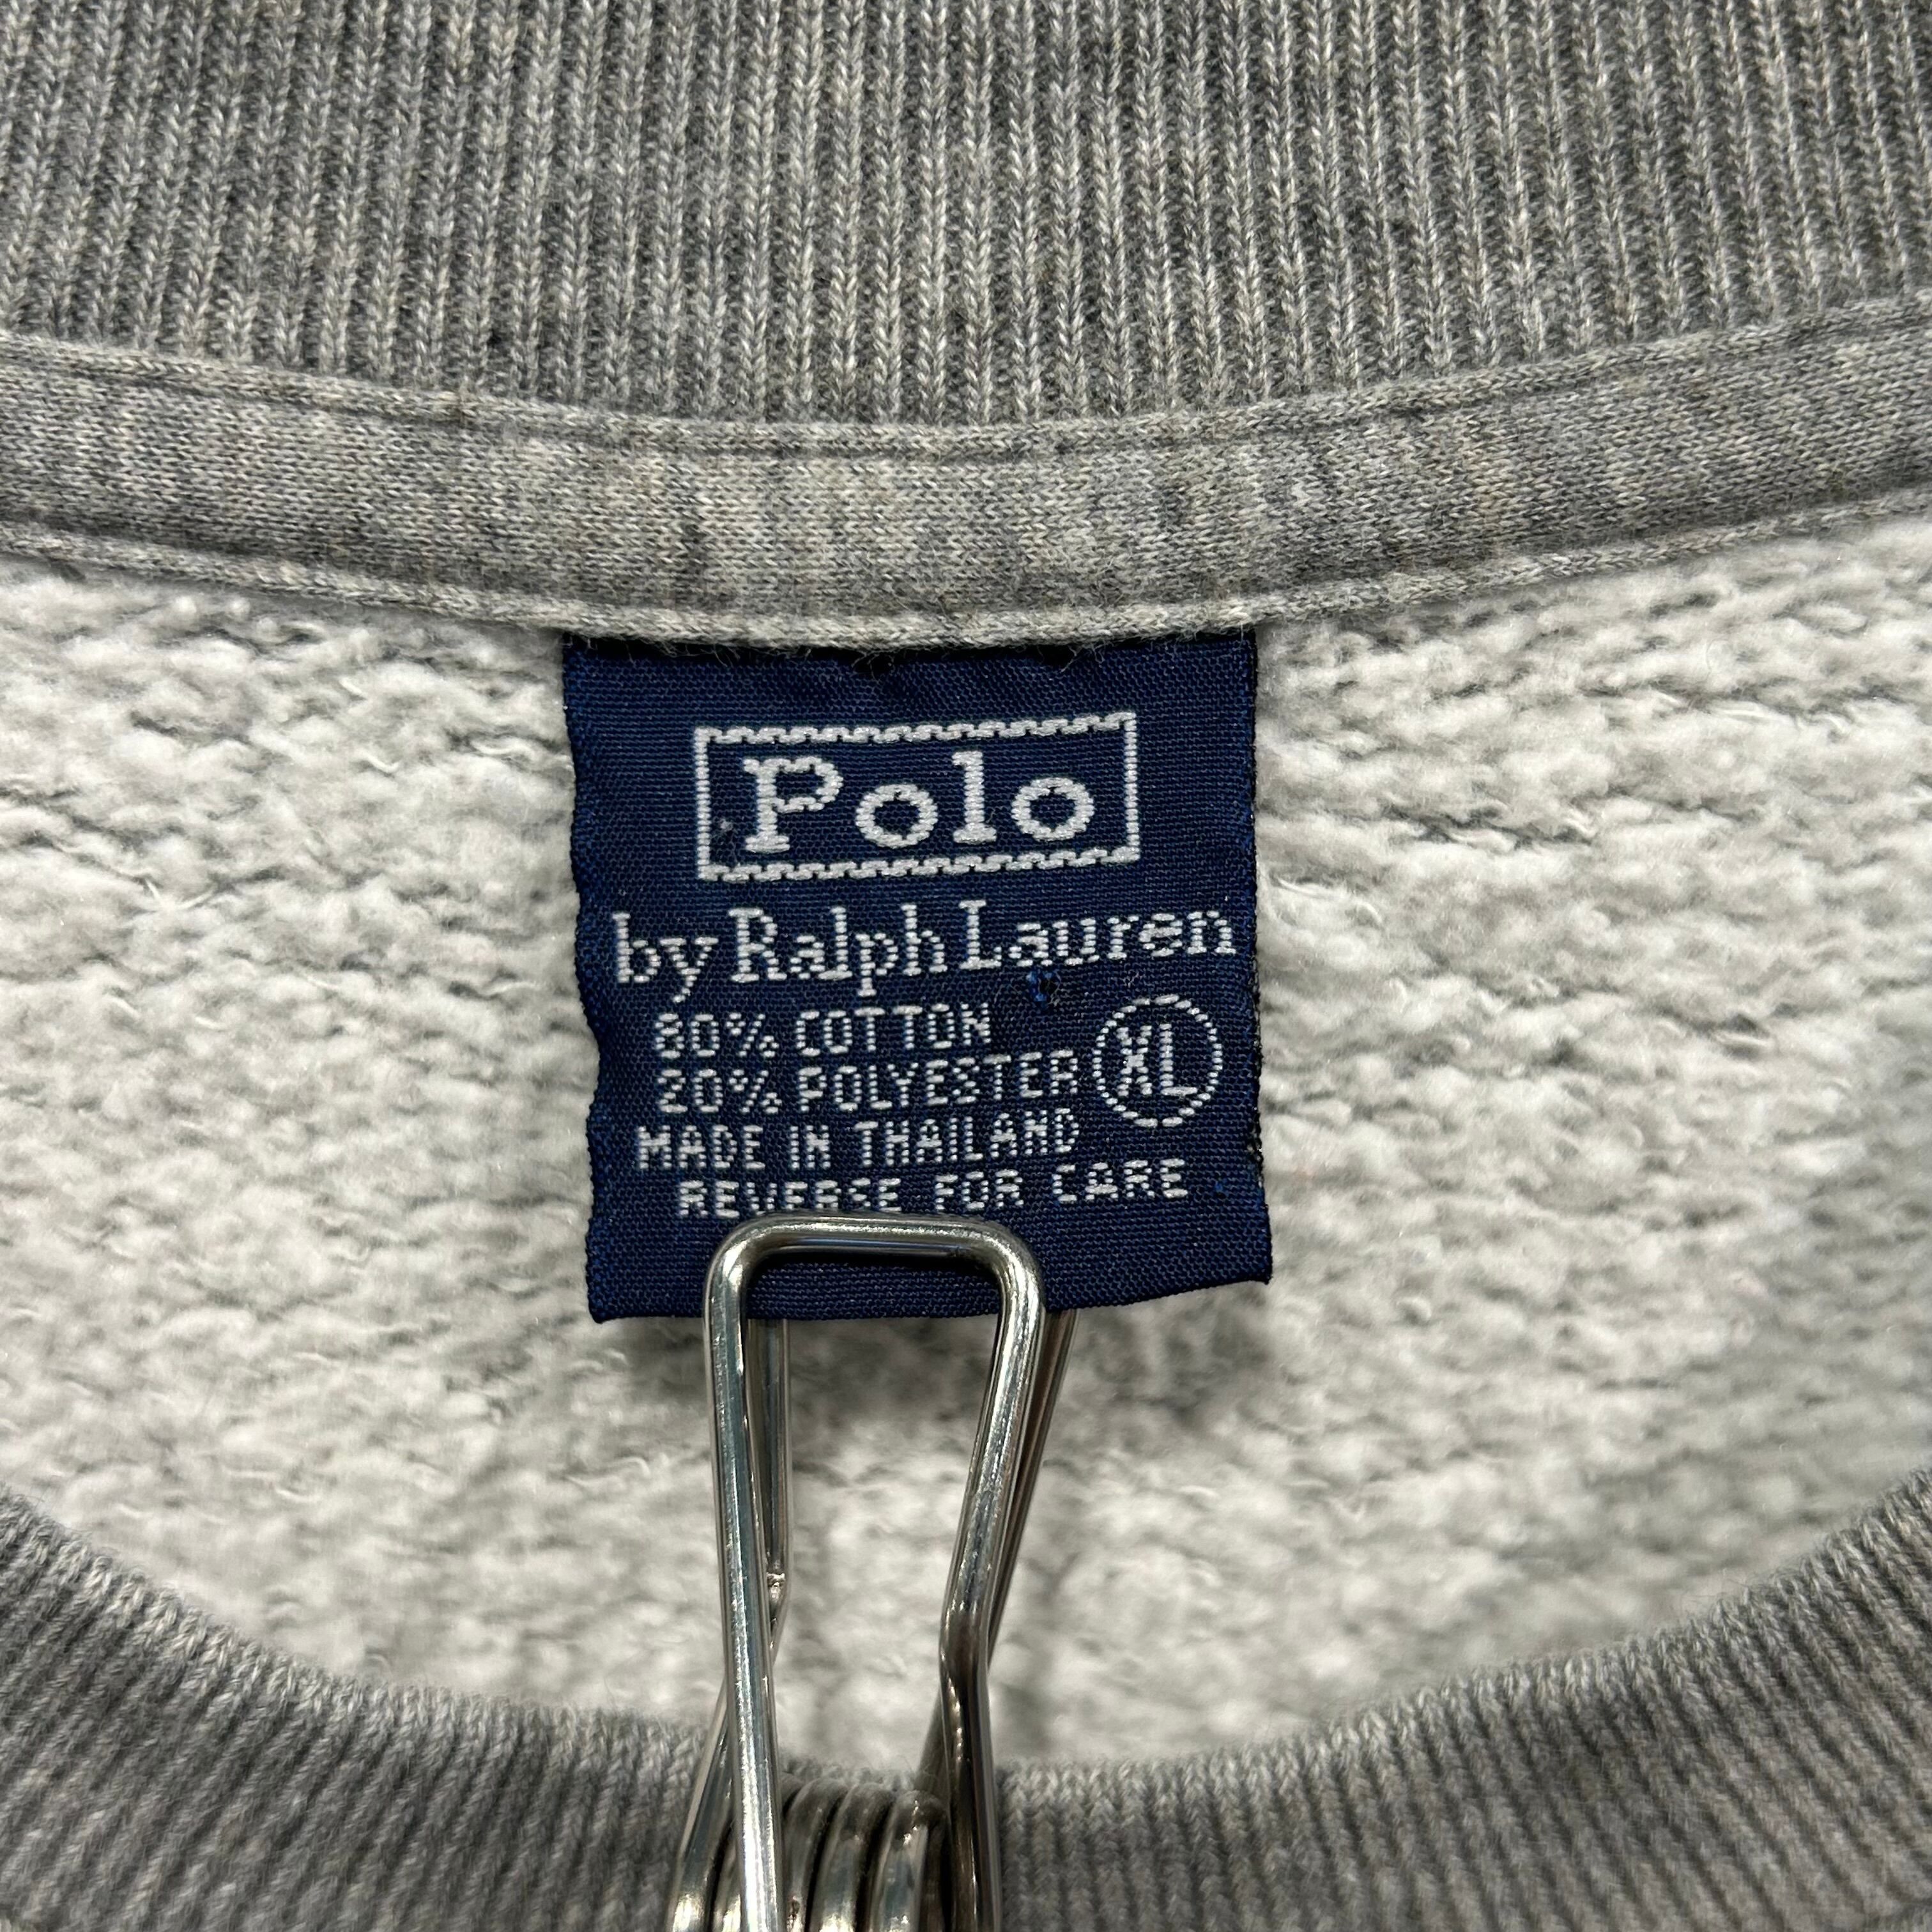 Polo
by Ralph Lauren
80% COTTON
20% POLYESTER XL
MADE IN THAILAND
REVERSE FOR CARE